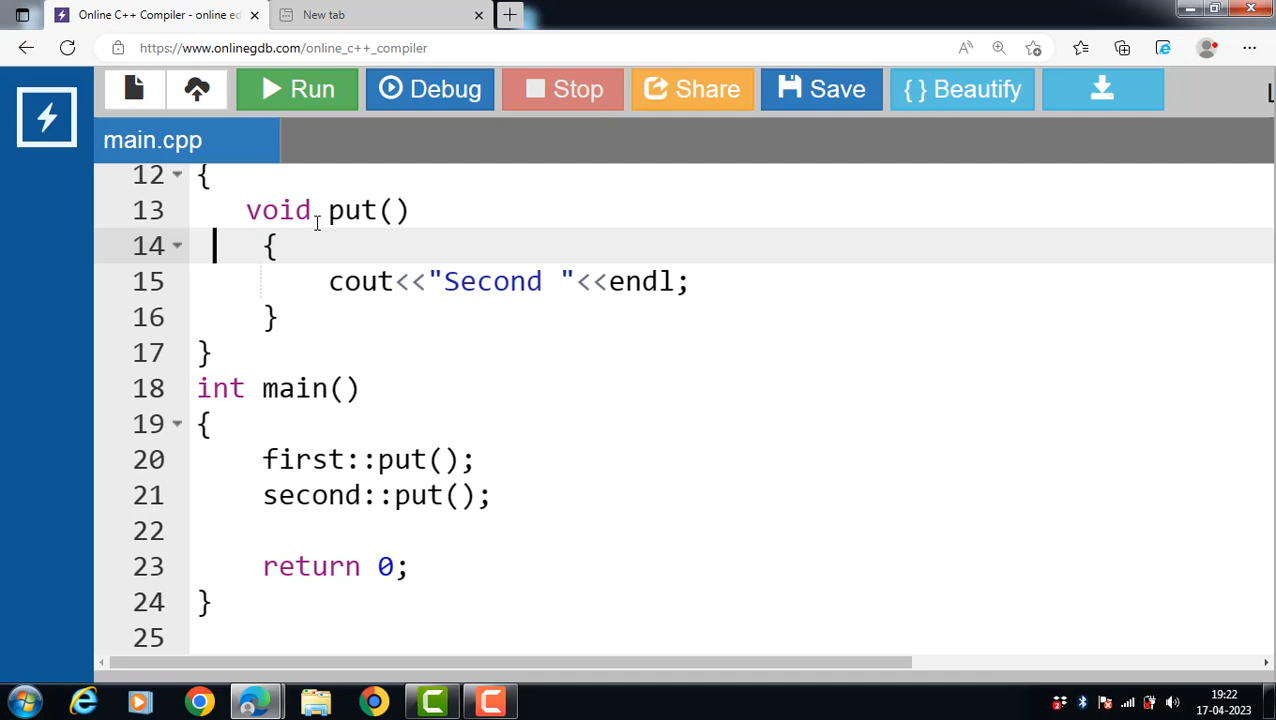 Online C++ Compiler - online ed
New tab
https://www.onlinegdb.com/online_c++_compiler
Run
Debug
Stop
Share
Save
{ } Beautify
main.cpp
12 {
13 void put()
14 {
15 cout<<"Second "<<endl;
16 }
17 }
18 int main()
19 {
20 first::put();
21 second::put();
22
23 return 0;
24 }
25
19:22
17-04-2023